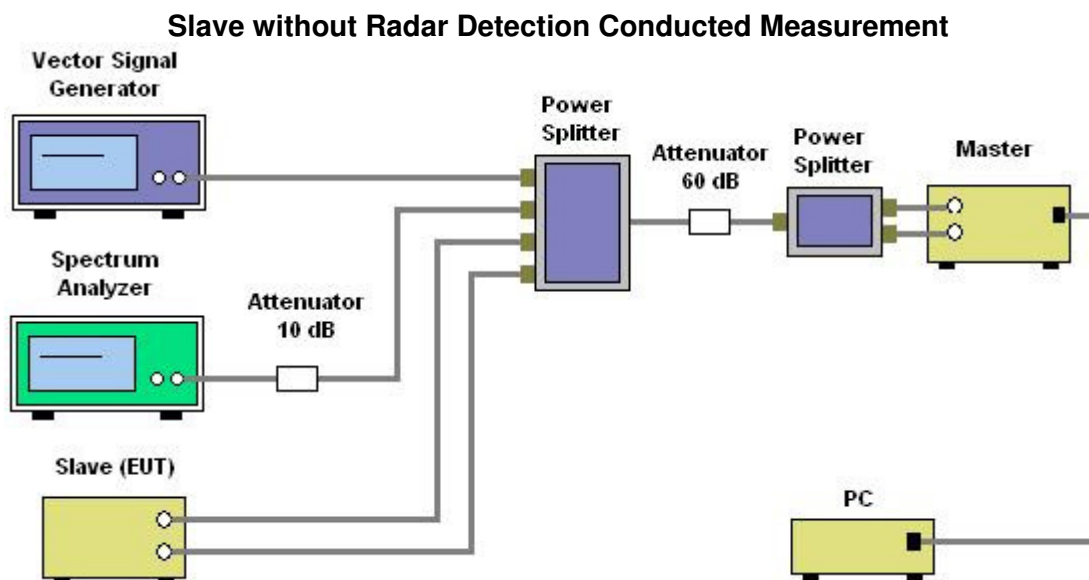 Slave without Radar Detection Conducted Measurement
Vector Signal
Generator
Power
Splitter
Attenuator
60 dB
Power
Splitter
Master
Spectrum
Analyzer
Attenuator
10 dB
Slave (EUT)
PC